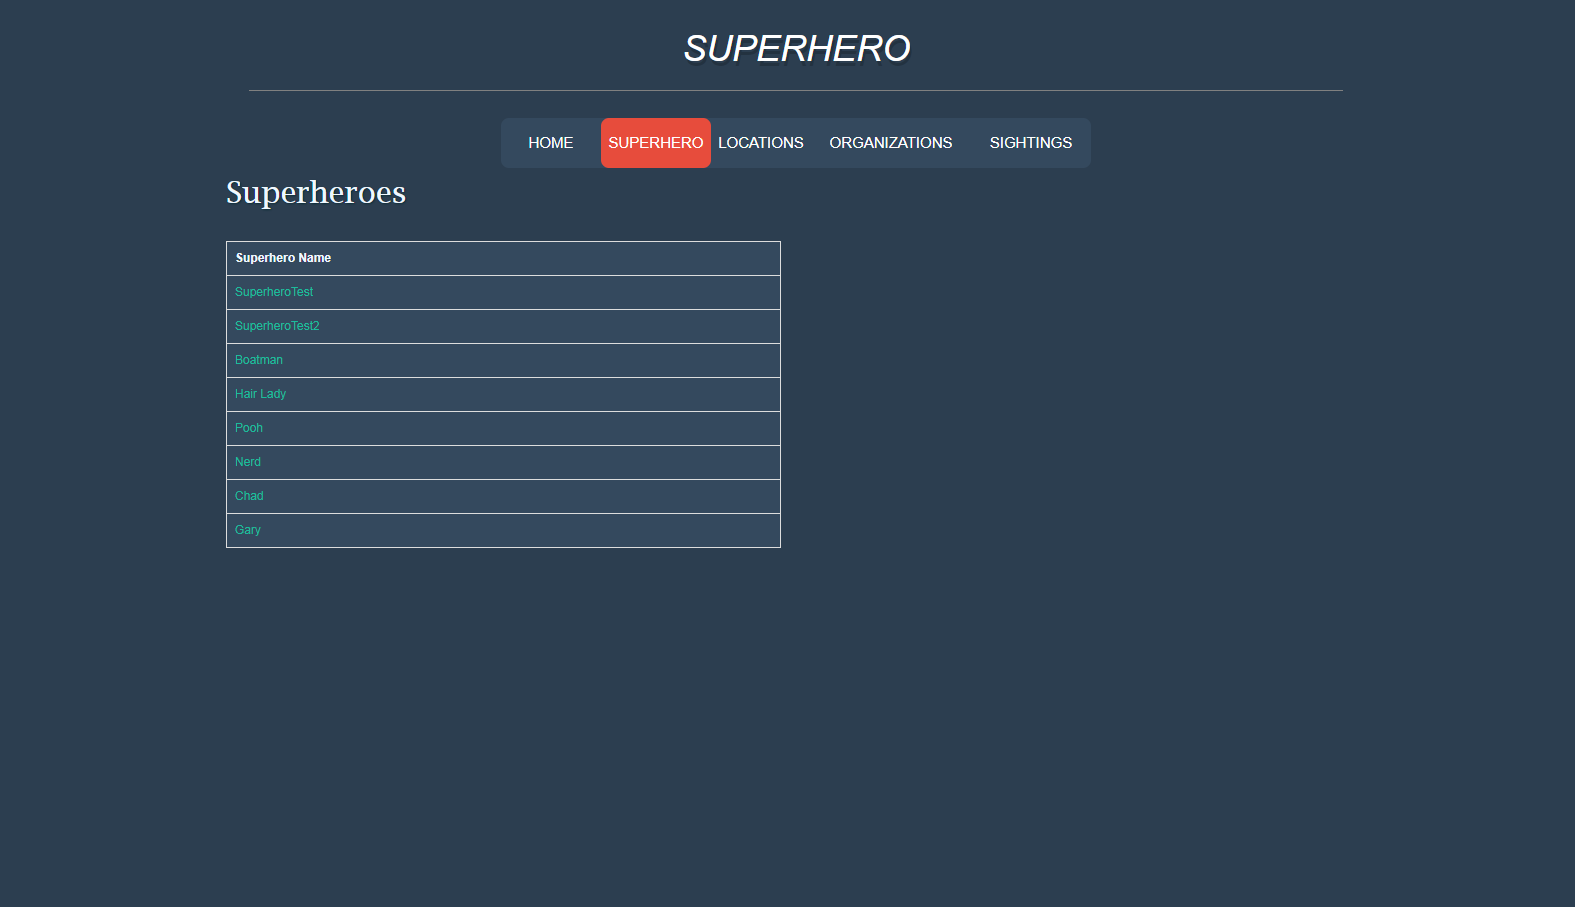 SUPERHERO
HOME SUPERHERO LOCATIONS ORGANIZATIONS SIGHTINGS
Superheroes
Superhero Name
SuperheroTest
SuperheroTest2
Boatman
Hair Lady
Pooh
Nerd
Chad
Gary